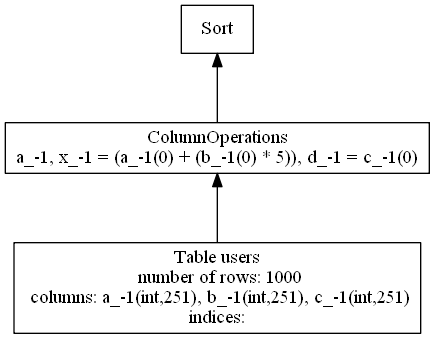 Sort
ColumnOperations
a_-1, x_-1 = (a_-1(0) + (b_-1(0) * 5)), d_-1 = c_-1(0)
Table users
number of rows: 1000
columns: a_-1(int,251), b_-1(int,251), c_-1(int,251)
indices: